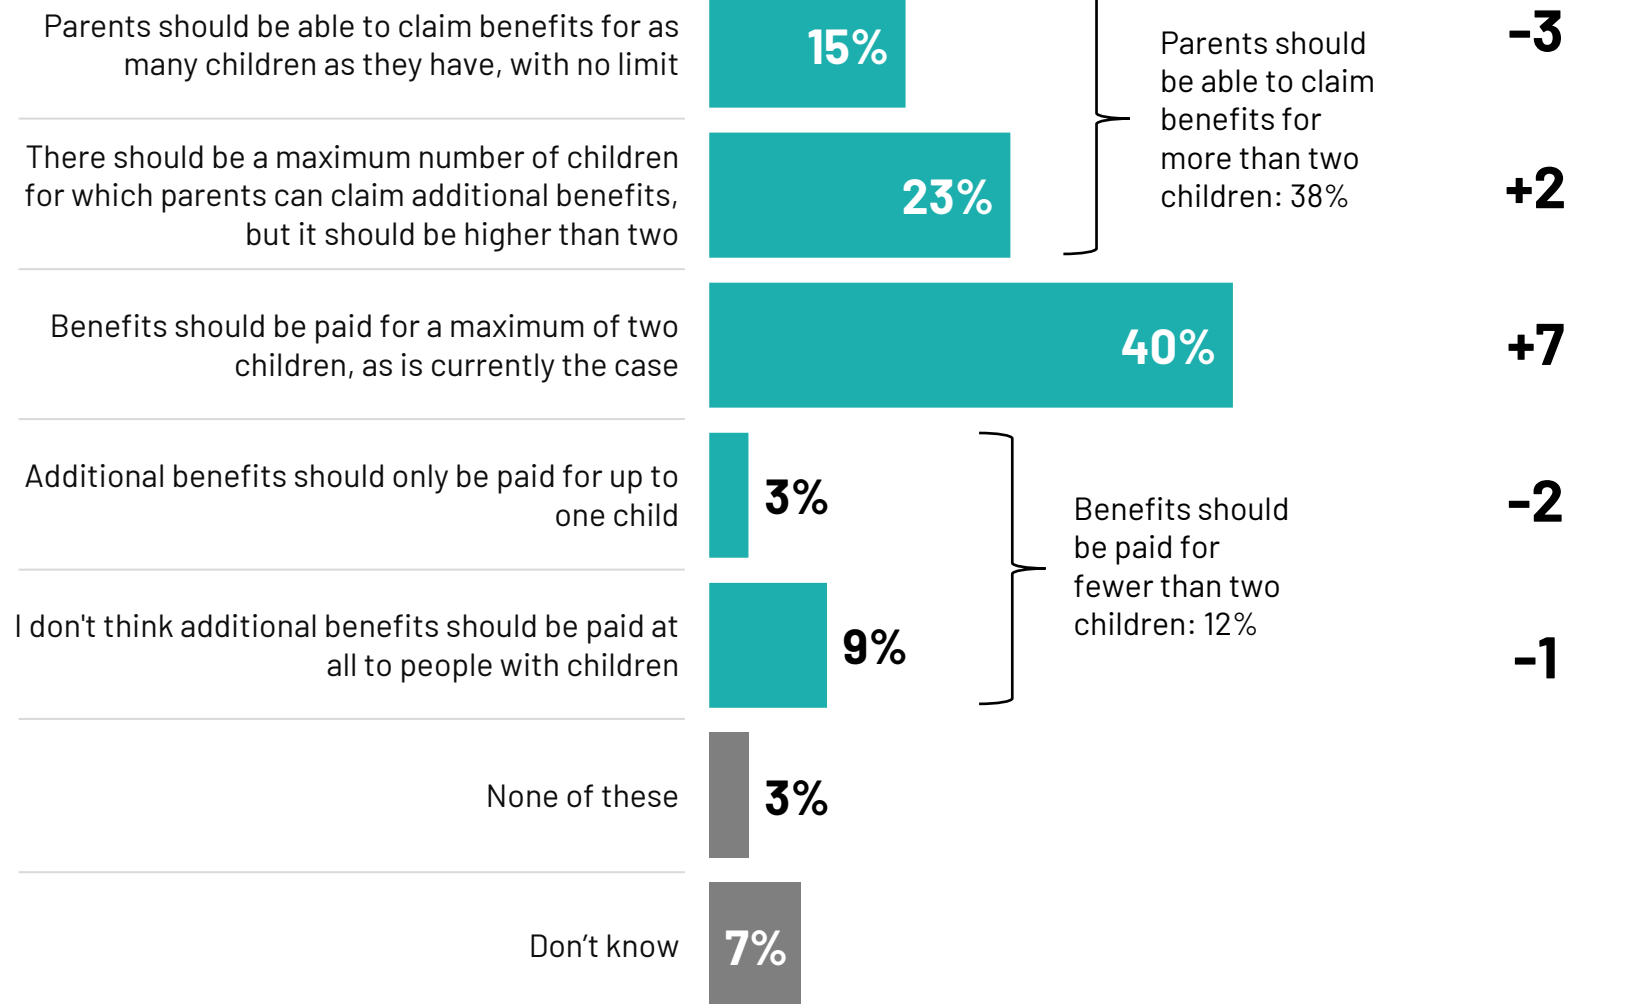 Parents should be able to claim benefits for as
many children as they have, with no limit
15%
Parents should
be able to claim
benefits for
more than two
children: 38%
-3
There should be a maximum number of children
for which parents can claim additional benefits,
but it should be higher than two
23%
+2
Benefits should be paid for a maximum of two
children, as is currently the case
40%
+7
Additional benefits should only be paid for up to
one child
3%
Benefits should
be paid for
fewer than two
children: 12%
-2
I don't think additional benefits should be paid at
all to people with children
9%
-1
None of these
3%
Don’t know
7%